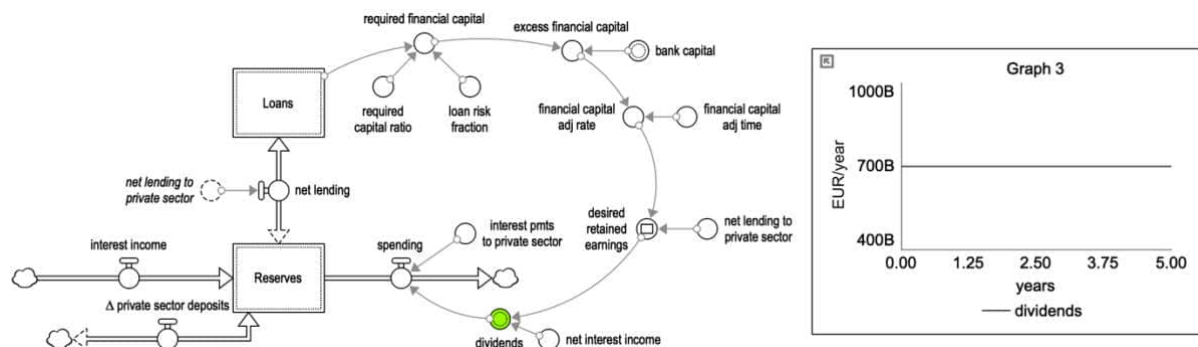 required financial capital
excess financial capital
bank capital
Loans
required
capital ratio
loan risk
fraction
financial capital
adj rate
financial capital
adj time
net lending to
private sector
net lending
interest income
spending
interest pmts
to private sector
desired
retained
earnings
net lending to
private sector
Reserves
Δ private sector deposits
dividends
net interest income
Graph 3
1000B
700B
400B
EUR/year
0.00 1.25 2.50 3.75 5.00
years
dividends